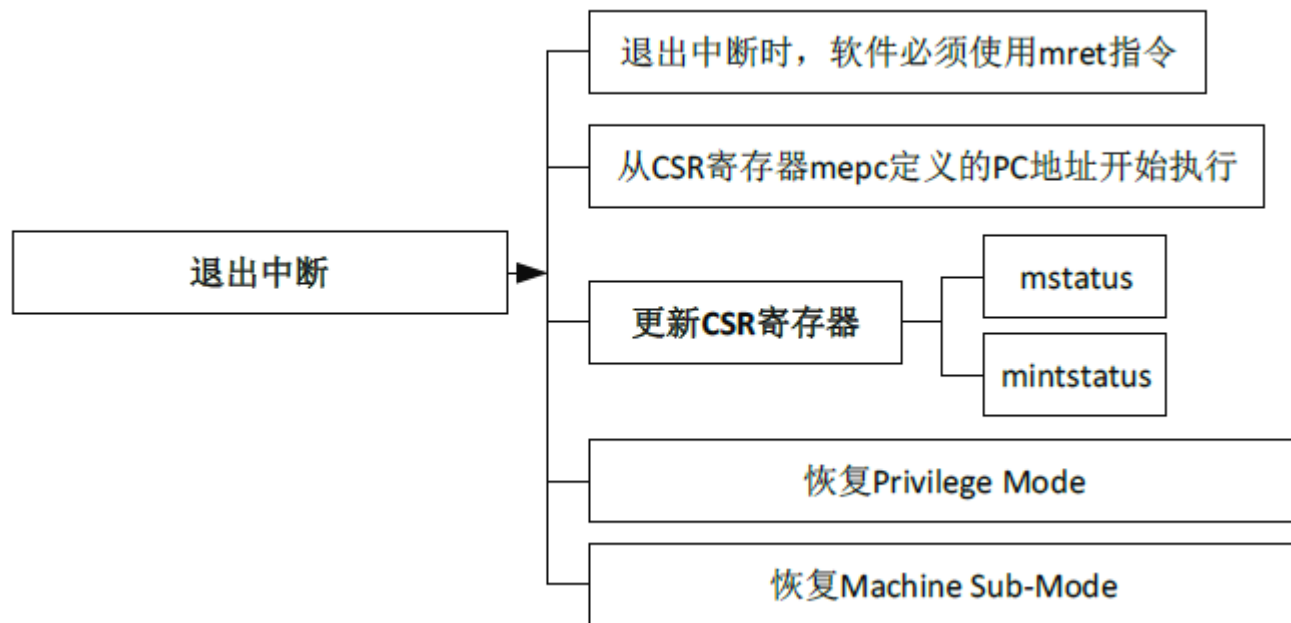 退出中断时，软件必须使用mret指令
从CSR寄存器mepc定义的PC地址开始执行
退出中断
更新CSR寄存器
mstatus
mintstatus
恢复Privilege Mode
恢复Machine Sub-Mode